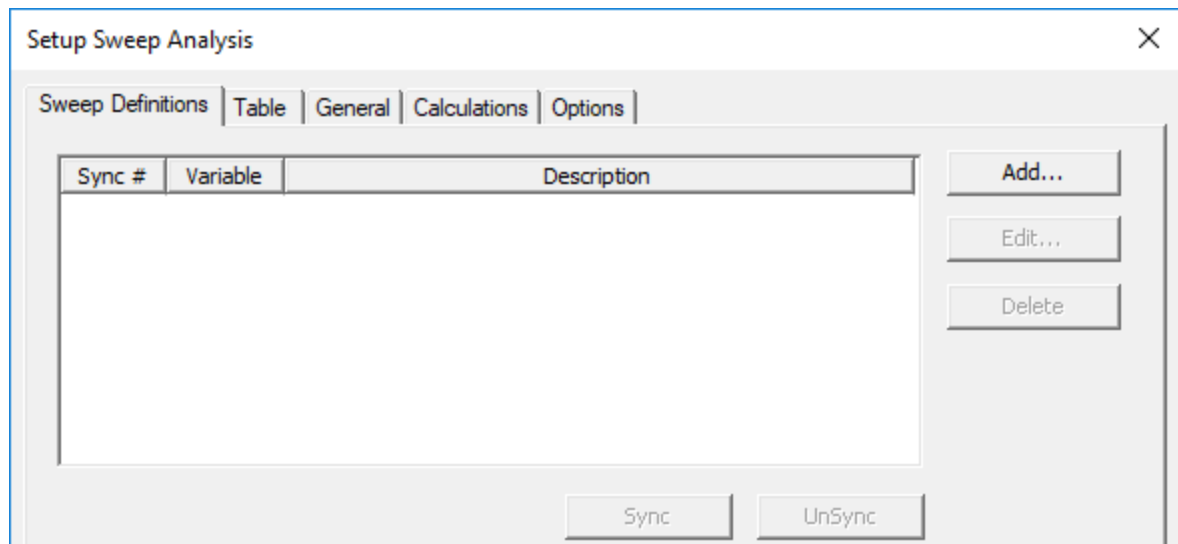 Setup Sweep Analysis
Sweep Definitions Table General Calculations Options
Sync # Variable Description
Add...
Edit...
Delete
Sync UnSync